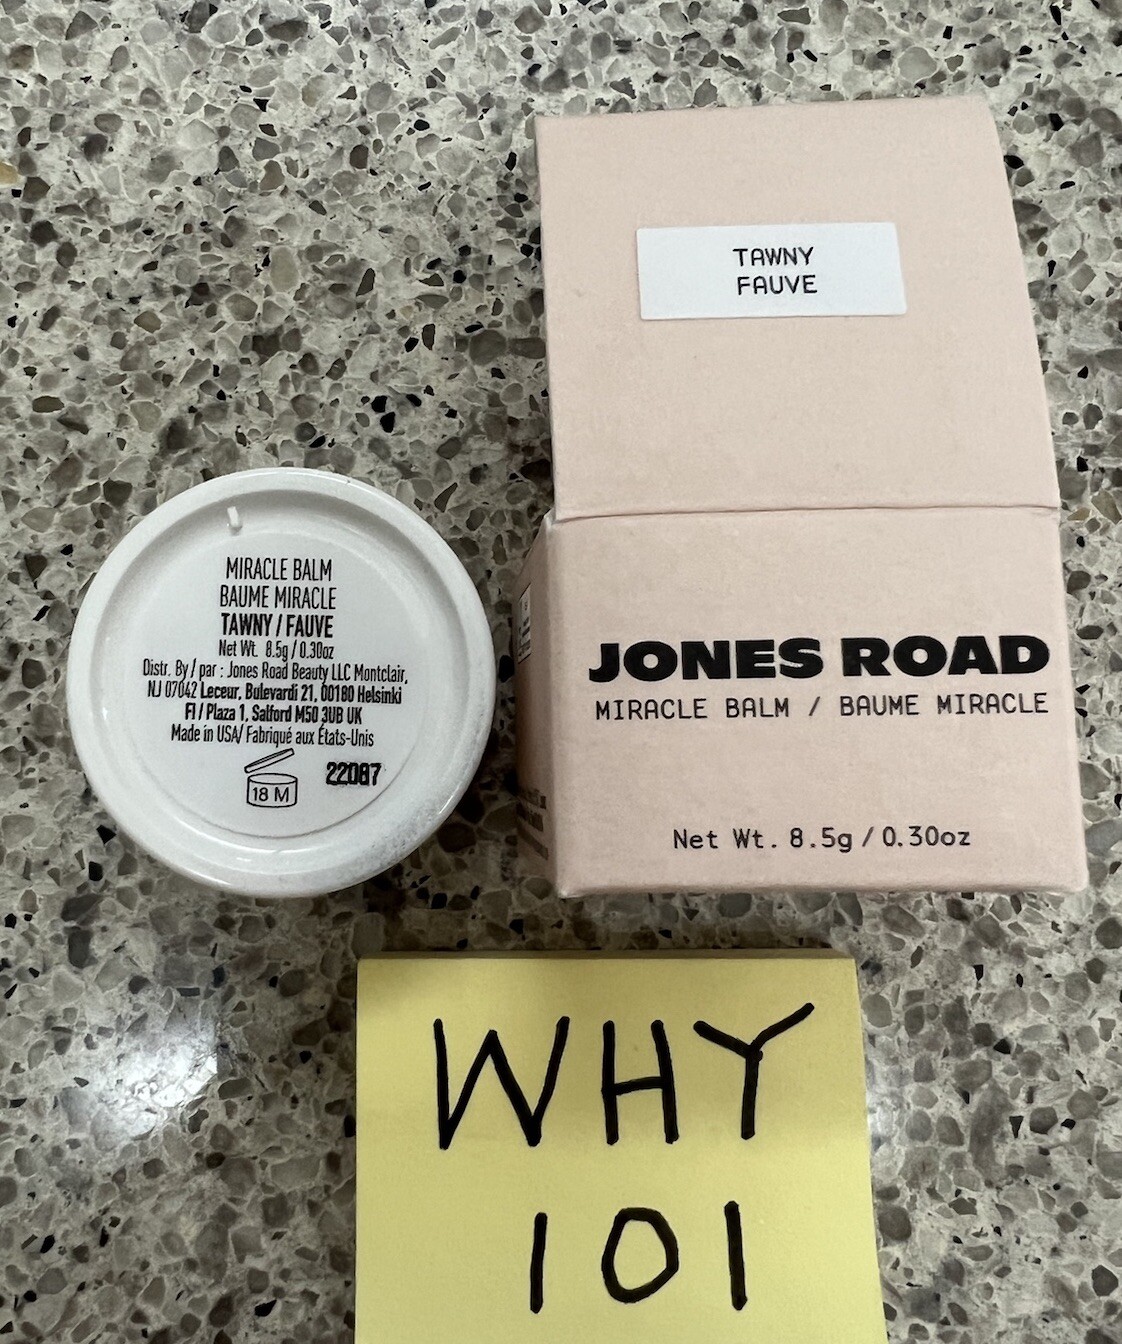 TAWNY
FAUVE
JONES ROAD
MIRACLE BALM / BAUME MIRACLE
Net Wt. 8.5g / 0.30oz
MIRACLE BALM
BAUME MIRACLE
TAWNY / FAUVE
Net Wt. 8.5g / 0.30oz
Distr. By / par : Jones Road Beauty LLC Montclair,
NJ 07042 Leceur, Bulevardi 21, 00180 Helsinki
FI / Plaza 1, Salford M50 3UB UK
Made in USA/ Fabriqué aux États-Unis
18 M
22087
WHY
101